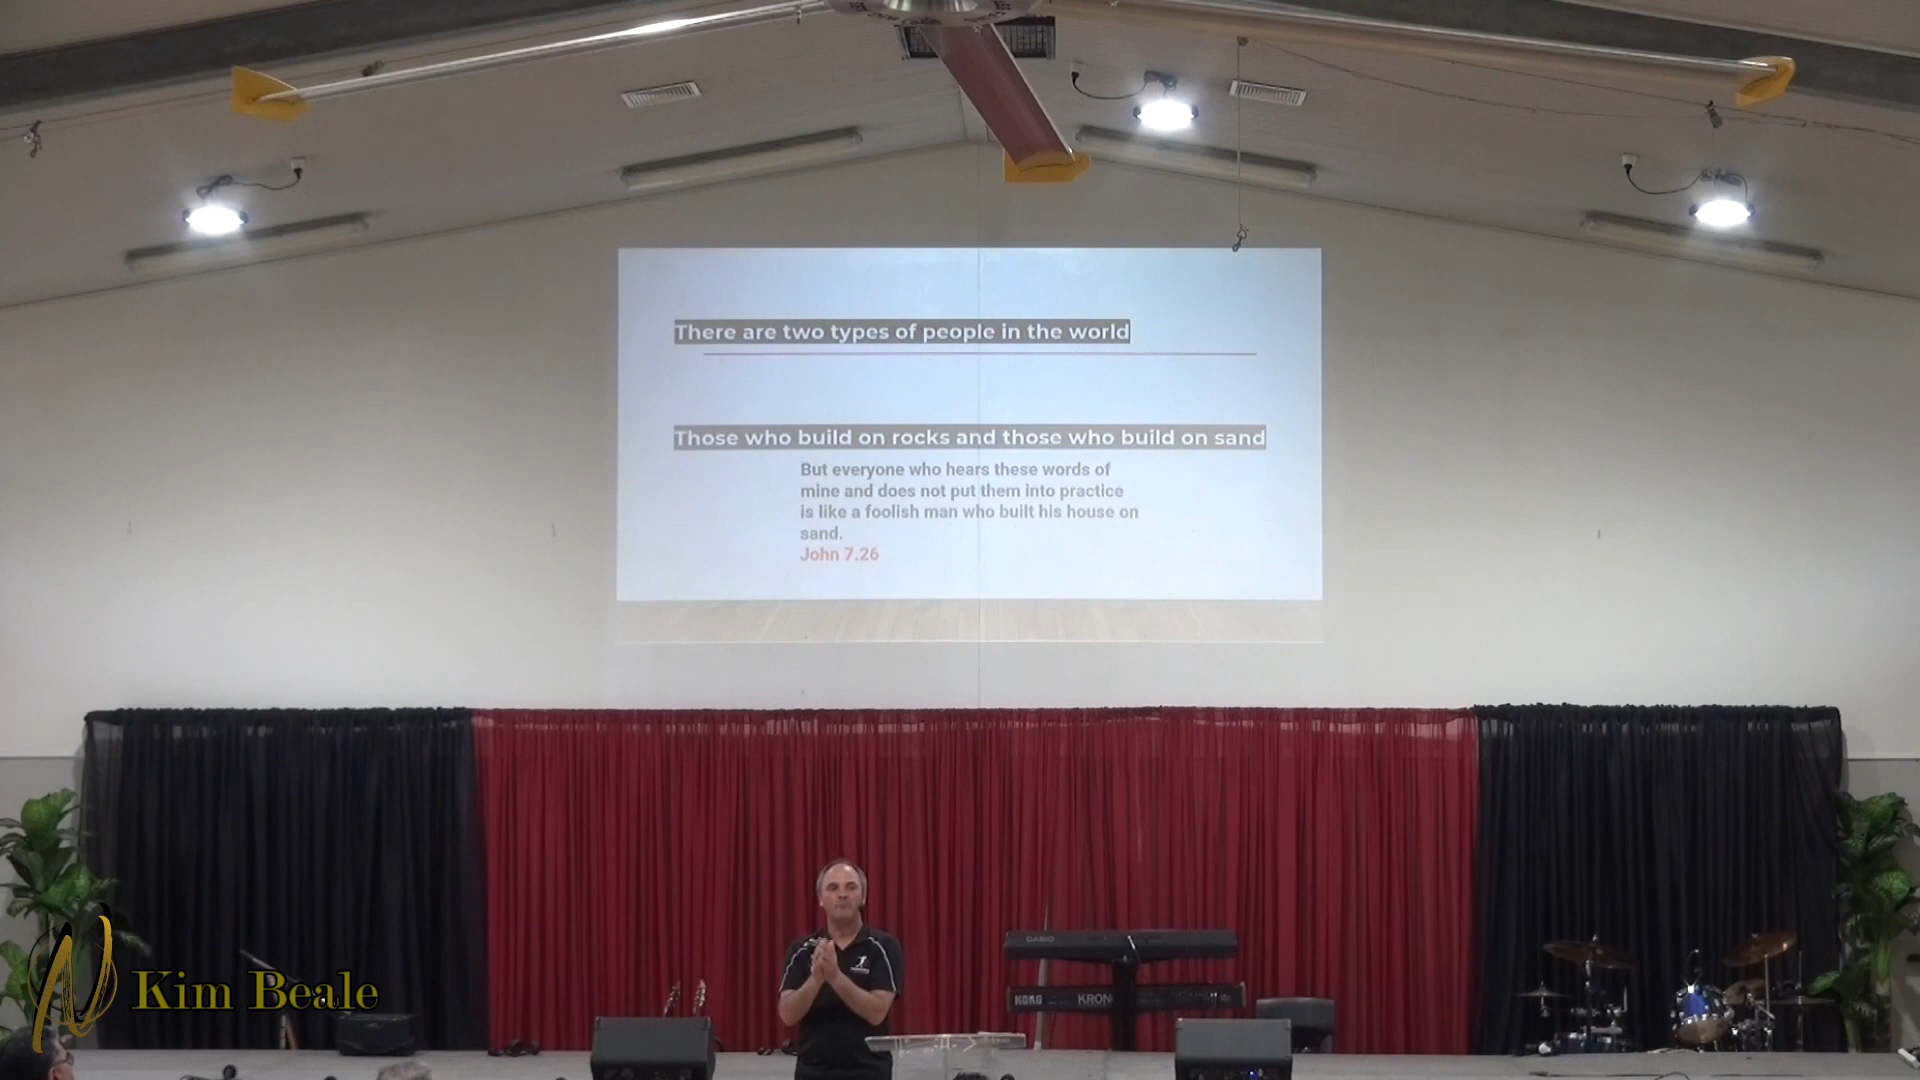 There are two types of people in the world
Those who build on rocks and those who build on sand
But everyone who hears these words of
mine and does not put them into practice
is like a foolish man who built his house on
sand.
John 7.26
CASIO
KORG KRON
Kim Beale